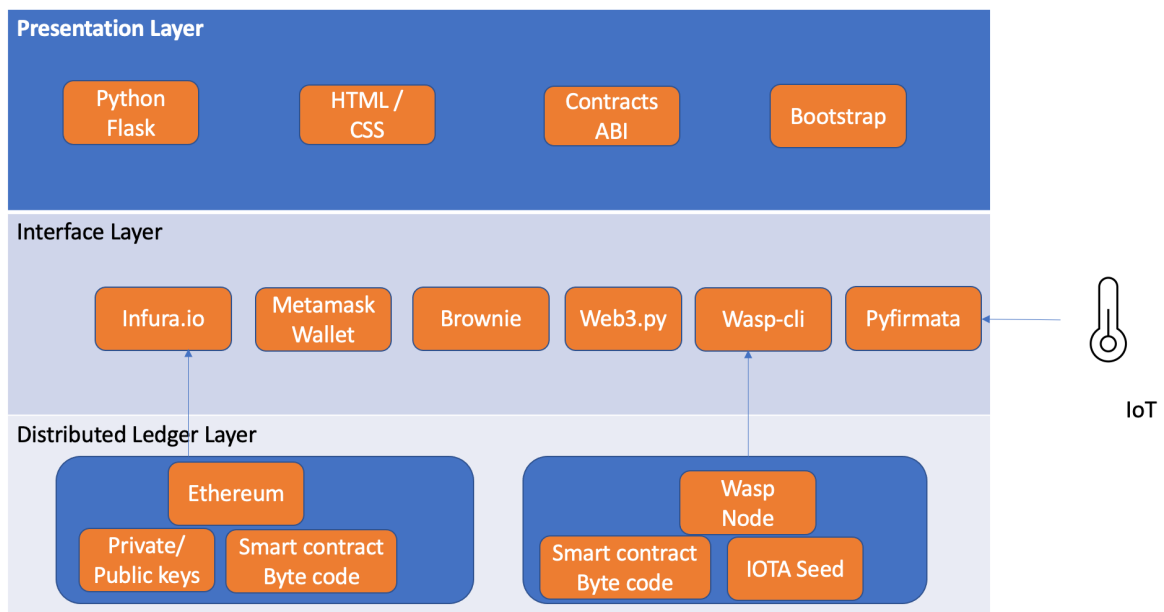 Presentation Layer
Python
Flask
HTML /
CSS
Contracts
ABI
Bootstrap
Interface Layer
Infura.io
Metamask
Wallet
Brownie
Web3.py
Wasp-cli
Pyfirmata
IoT
Distributed Ledger Layer
Ethereum
Private/
Public keys
Smart contract
Byte code
Wasp
Node
Smart contract
Byte code
IOTA Seed